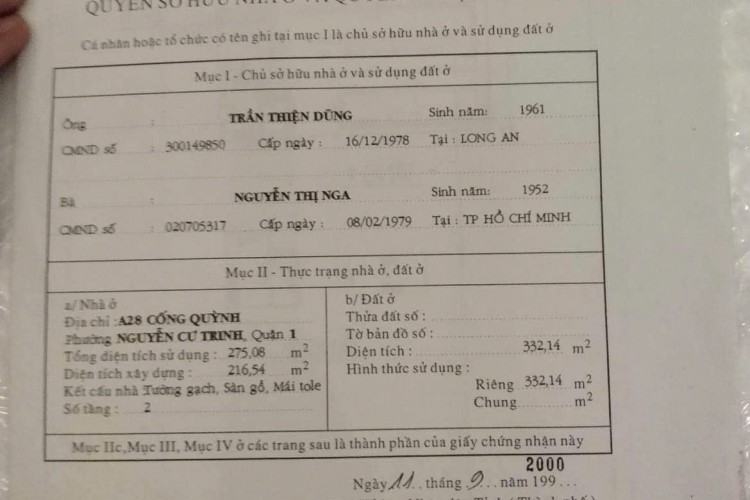 QUYỀN SỞ HỮU NHÀ Ở VÀ QUYỀN
Cá nhân hoặc tổ chức có tên ghi tại mục I là chủ sở hữu nhà ở và sử dụng đất ở
Mục I - Chủ sở hữu nhà ở và sử dụng đất ở
Ông : TRẦN THIỆN DŨNG Sinh năm: 1961
CMND số : 300149850 Cấp ngày : 16/12/1978 Tại : LONG AN
Bà : NGUYỄN THỊ NGA Sinh năm: 1952
CMND số : 020705317 Cấp ngày : 08/02/1979 Tại : TP HỒ CHÍ MINH
Mục II - Thực trạng nhà ở, đất ở
a/ Nhà ở
Địa chỉ :A28 CỐNG QUỲNH
Phường NGUYỄN CƯ TRINH, Quận 1
Tổng diện tích sử dụng : 275,08 m²
Diện tích xây dựng : 216,54 m²
Kết cấu nhà Tường gạch, Sàn gỗ, Mái tole
Số tầng : 2
b/ Đất ở
Thửa đất số :
Tờ bản đồ số :
Diện tích : 332,14 m²
Hình thức sử dụng :
Riêng 332,14 m²
Chung m²
Mục IIc,Mục III, Mục IV ở các trang sau là thành phần của giấy chứng nhận này
2000
Ngày 11.. tháng 9... năm 199...